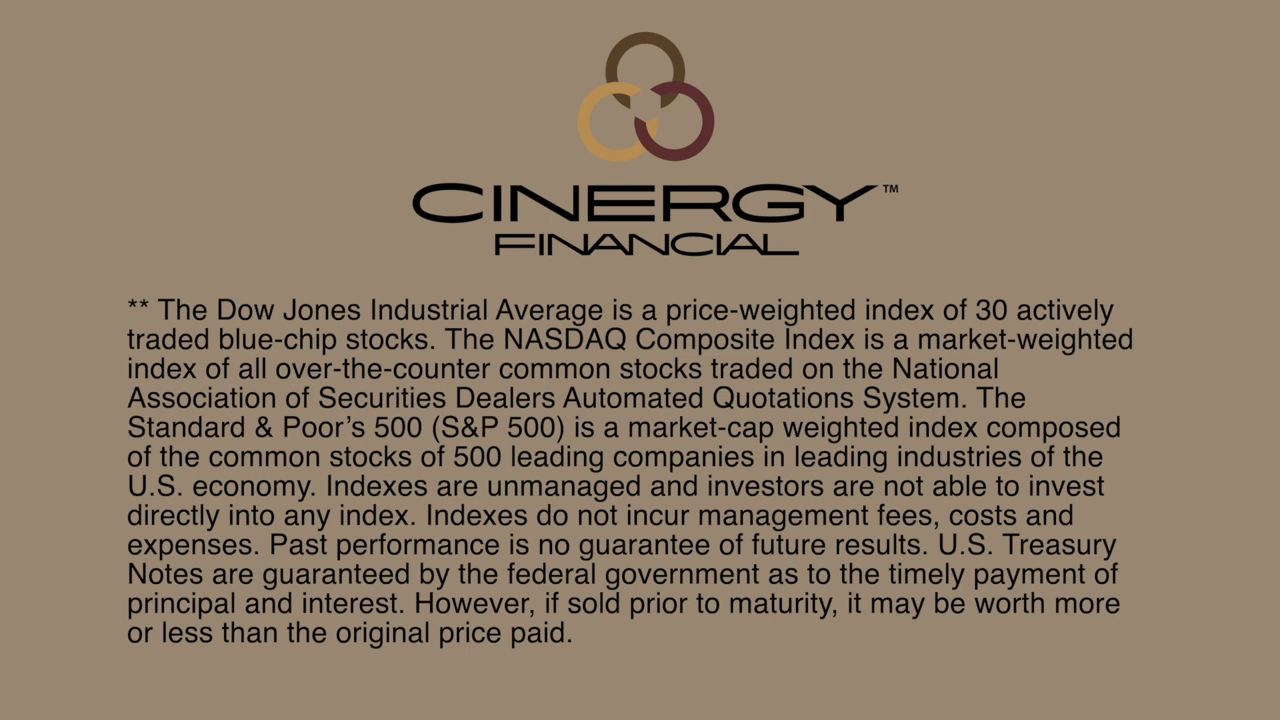 CINERGY™
FINANCIAL
** The Dow Jones Industrial Average is a price-weighted index of 30 actively
traded blue-chip stocks. The NASDAQ Composite Index is a market-weighted
index of all over-the-counter common stocks traded on the National
Association of Securities Dealers Automated Quotations System. The
Standard & Poor’s 500 (S&P 500) is a market-cap weighted index composed
of the common stocks of 500 leading companies in leading industries of the
U.S. economy. Indexes are unmanaged and investors are not able to invest
directly into any index. Indexes do not incur management fees, costs and
expenses. Past performance is no guarantee of future results. U.S. Treasury
Notes are guaranteed by the federal government as to the timely payment of
principal and interest. However, if sold prior to maturity, it may be worth more
or less than the original price paid.